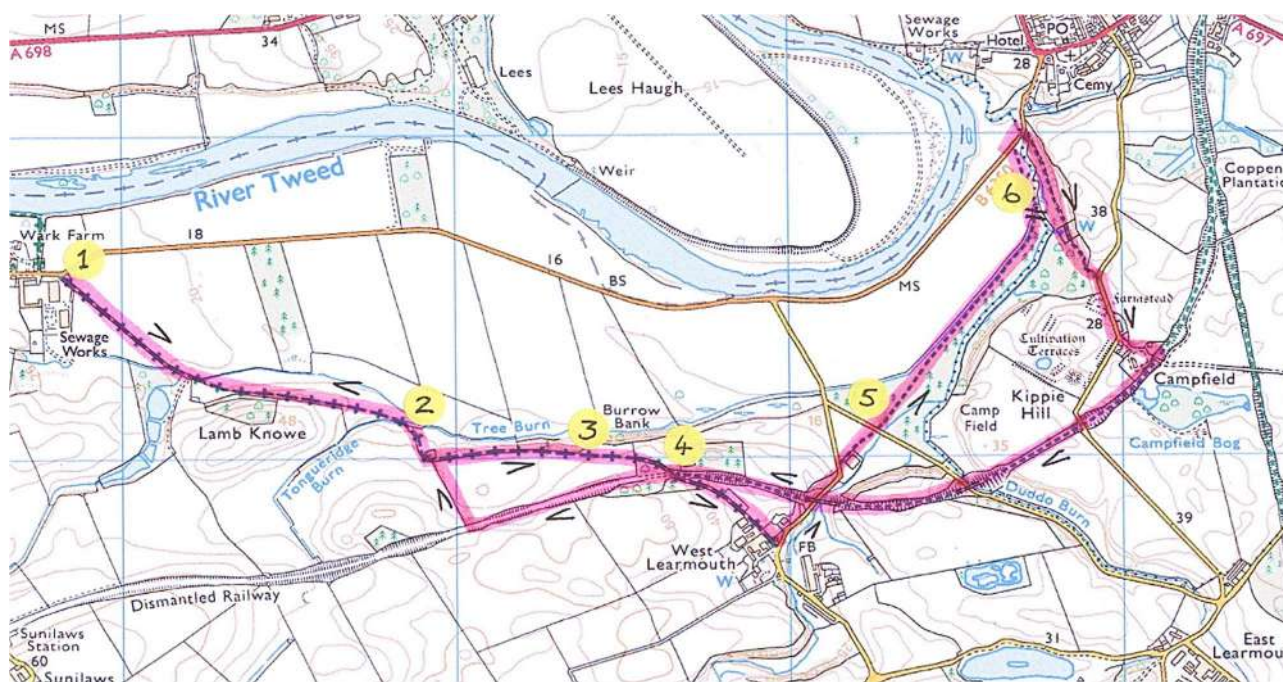 MS
A 698
34
Sewage
Works
Hotel
PO
A 697
W
28
P
Cemy
Lees
Lees Haugh
15
River Tweed
Weir
Coppen
Plantatio
6
38
W
Wark Farm
1
18
16
BS
MS
Sewage
Works
Farmstead
28
Cultivation
Terraces
Campfield
Kippie
Hill
Camp
Field
35
Campfield Bog
2
Lamb Knowe
48
Tree Burn
3
Burrow
Bank
4
5
16
Tongueridge
Burn
Duddo Burn
39
West
Learmouth
W
FB
Dismantled Railway
Sunilaws
Station
60
Sunilaws
31
East
Learmou